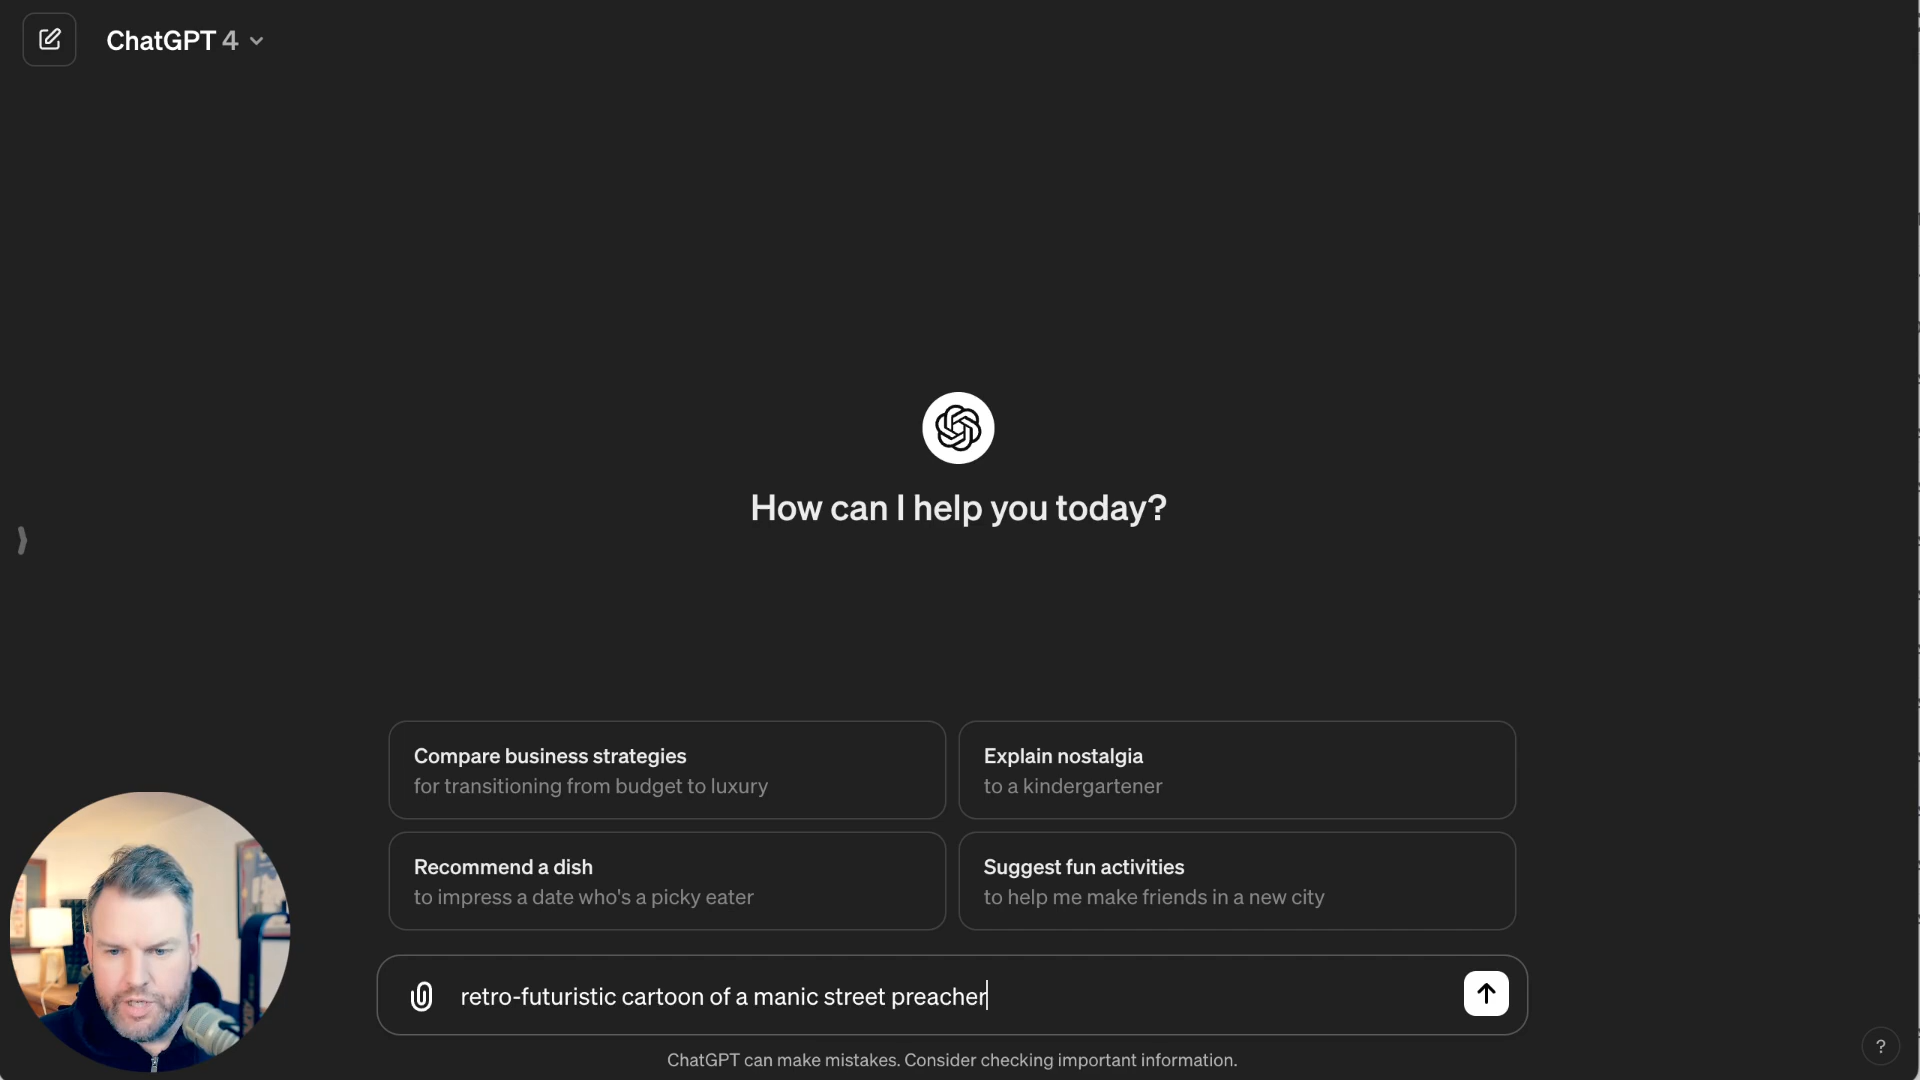 ChatGPT 4
How can I help you today?
Compare business strategies
for transitioning from budget to luxury
Explain nostalgia
to a kindergartener
Recommend a dish
to impress a date who's a picky eater
Suggest fun activities
to help me make friends in a new city
retro-futuristic cartoon of a manic street preacher
ChatGPT can make mistakes. Consider checking important information.
?